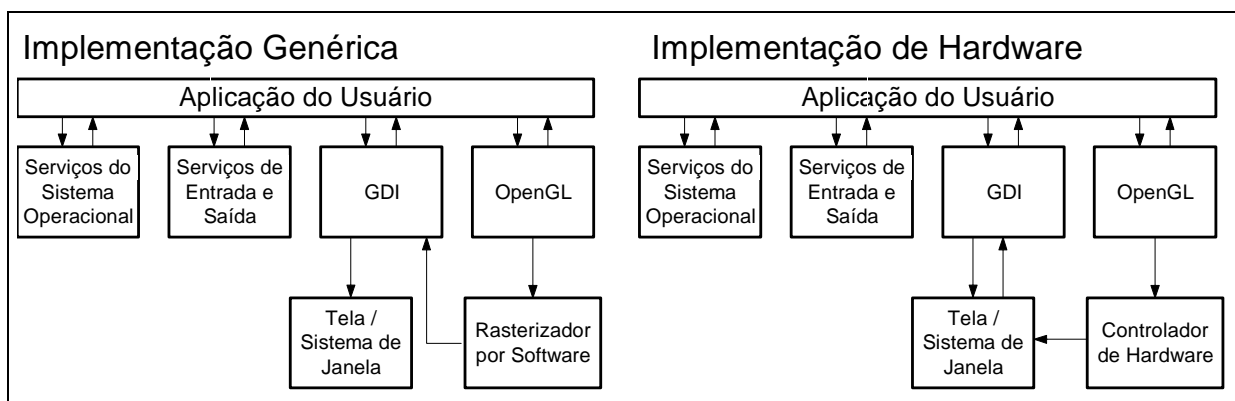 Implementação Genérica
Aplicação do Usuário
Serviços do
Sistema
Operacional
Serviços de
Entrada e
Saída
GDI
OpenGL
Tela /
Sistema de
Janela
Rasterizador
por Software
Implementação de Hardware
Aplicação do Usuário
Serviços do
Sistema
Operacional
Serviços de
Entrada e
Saída
GDI
OpenGL
Tela /
Sistema de
Janela
Controlador
de Hardware